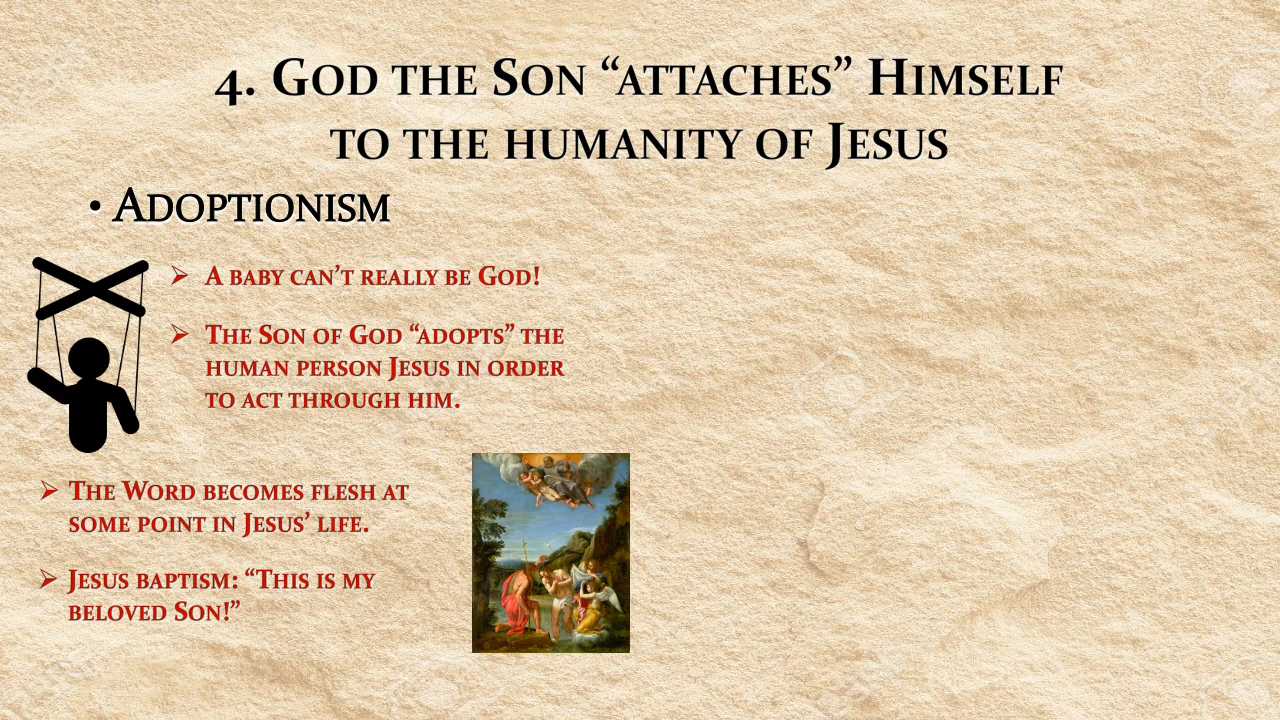 4. God the Son “attaches” Himself
to the humanity of Jesus
• Adoptionism
➢ A baby can’t really be God!
➢ The Son of God “adopts” the
human person Jesus in order
to act through him.
➢ The Word becomes flesh at
some point in Jesus’ life.
➢ Jesus baptism: “This is my
beloved Son!”